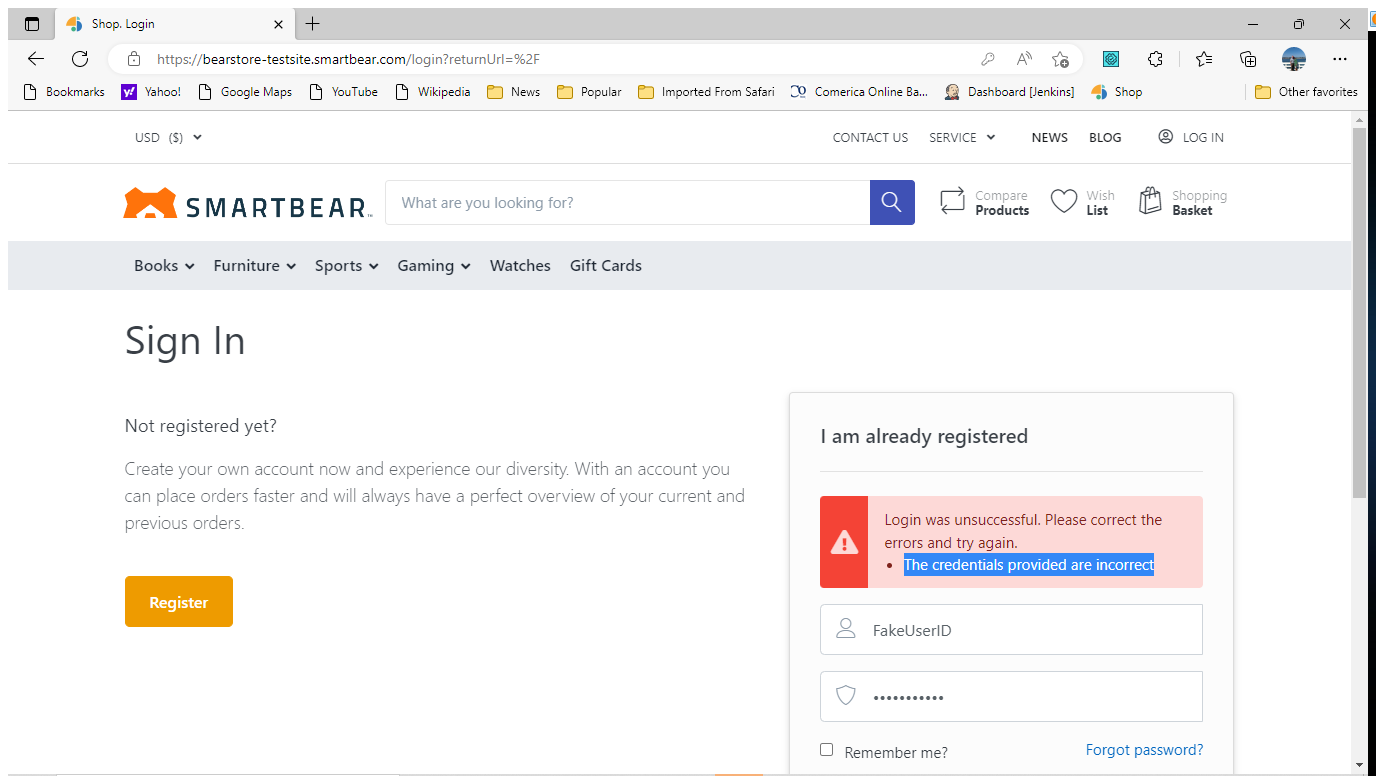 Shop. Login
https://bearstore-testsite.smartbear.com/login?returnUrl=%2F
Bookmarks Yahoo! Google Maps YouTube Wikipedia News Popular Imported From Safari Comerica Online Ba... Dashboard [Jenkins] Shop Other favorites
USD ($) CONTACT US SERVICE NEWS BLOG LOG IN
SMARTBEAR™ What are you looking for? Compare Products Wish List Shopping Basket
Books Furniture Sports Gaming Watches Gift Cards
Sign In
Not registered yet?
Create your own account now and experience our diversity. With an account you
can place orders faster and will always have a perfect overview of your current and
previous orders.
Register
I am already registered
Login was unsuccessful. Please correct the
errors and try again.
• The credentials provided are incorrect
FakeUserID
•••••••••••
Remember me? Forgot password?